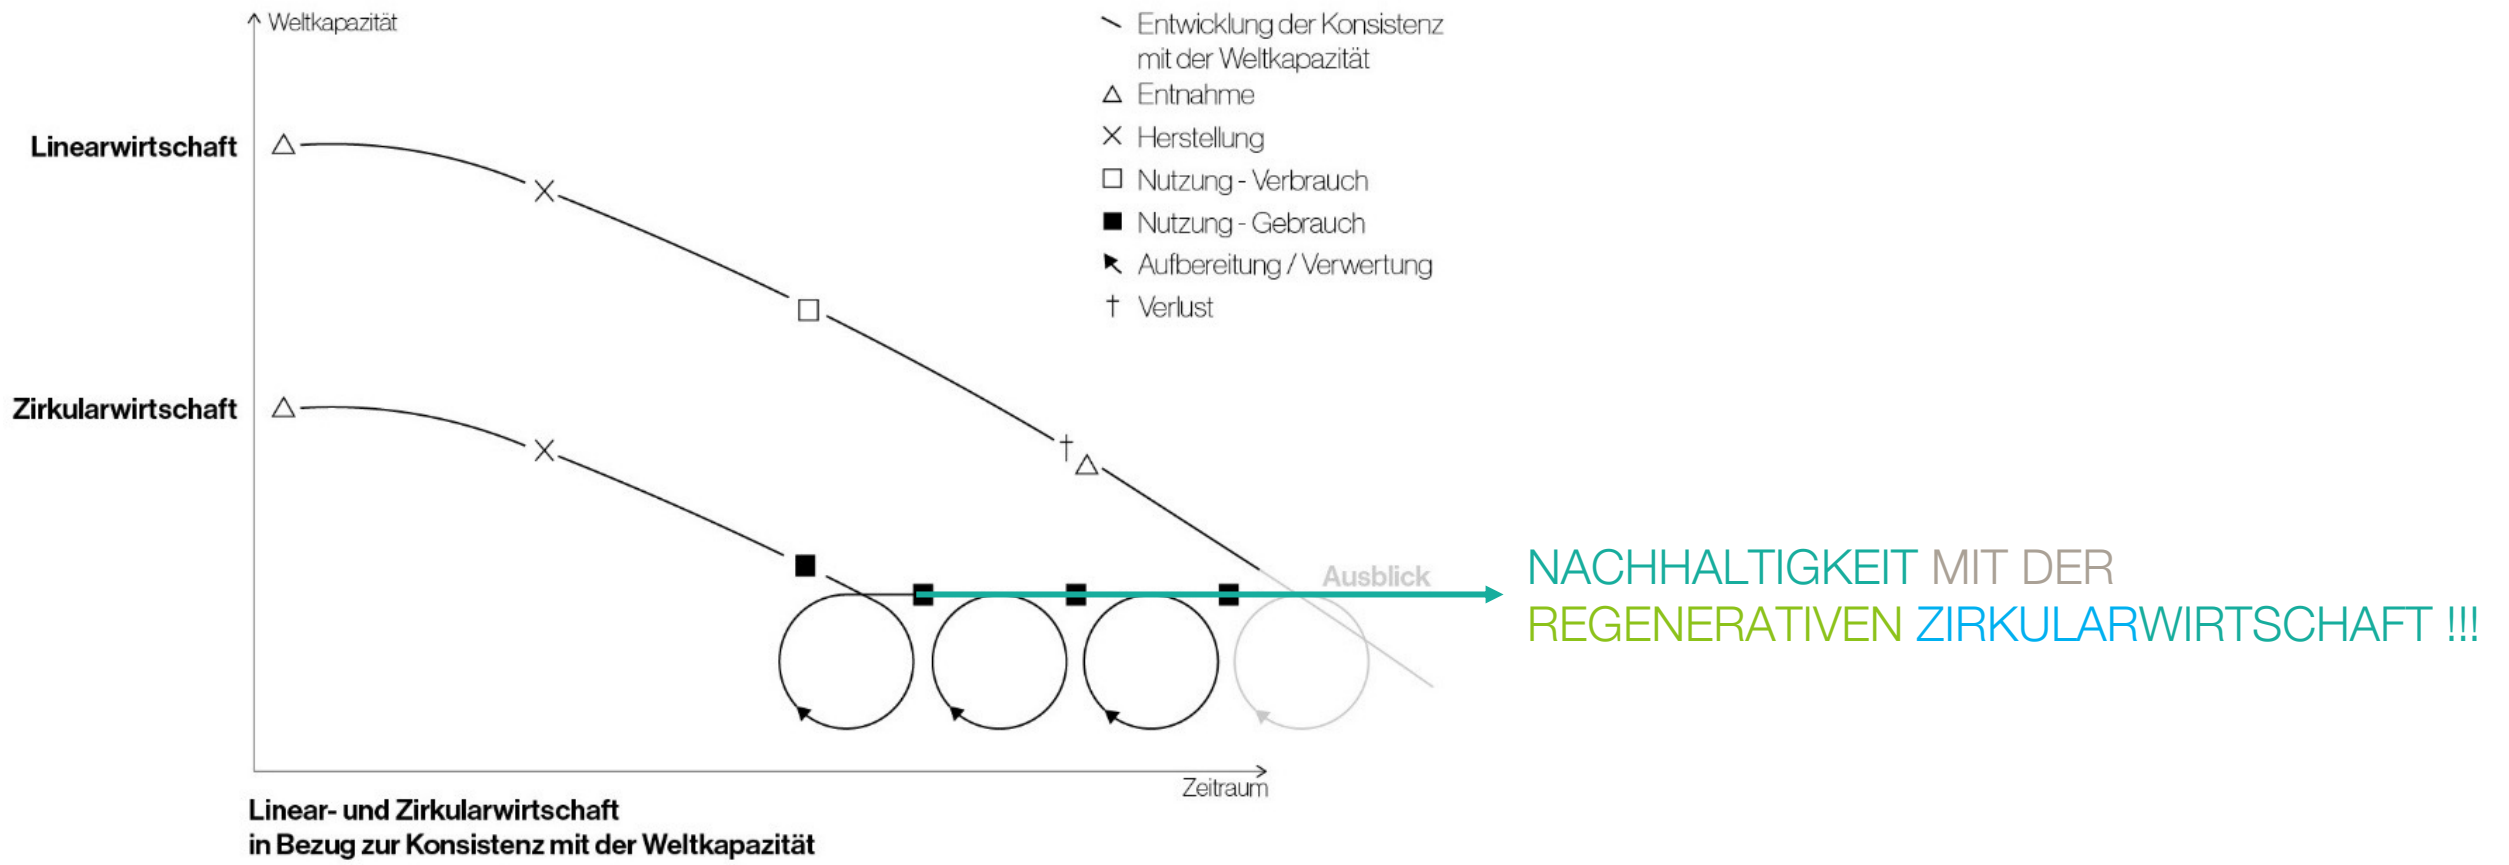 Weltkapazität
Entwicklung der Konsistenz
mit der Weltkapazität
Entnahme
Herstellung
Nutzung - Verbrauch
Nutzung - Gebrauch
Aufbereitung / Verwertung
Verlust
Linearwirtschaft
Zirkularwirtschaft
Ausblick
NACHHALTIGKEIT MIT DER
REGENERATIVEN ZIRKULARWIRTSCHAFT !!!
Zeitraum
Linear- und Zirkularwirtschaft
in Bezug zur Konsistenz mit der Weltkapazität